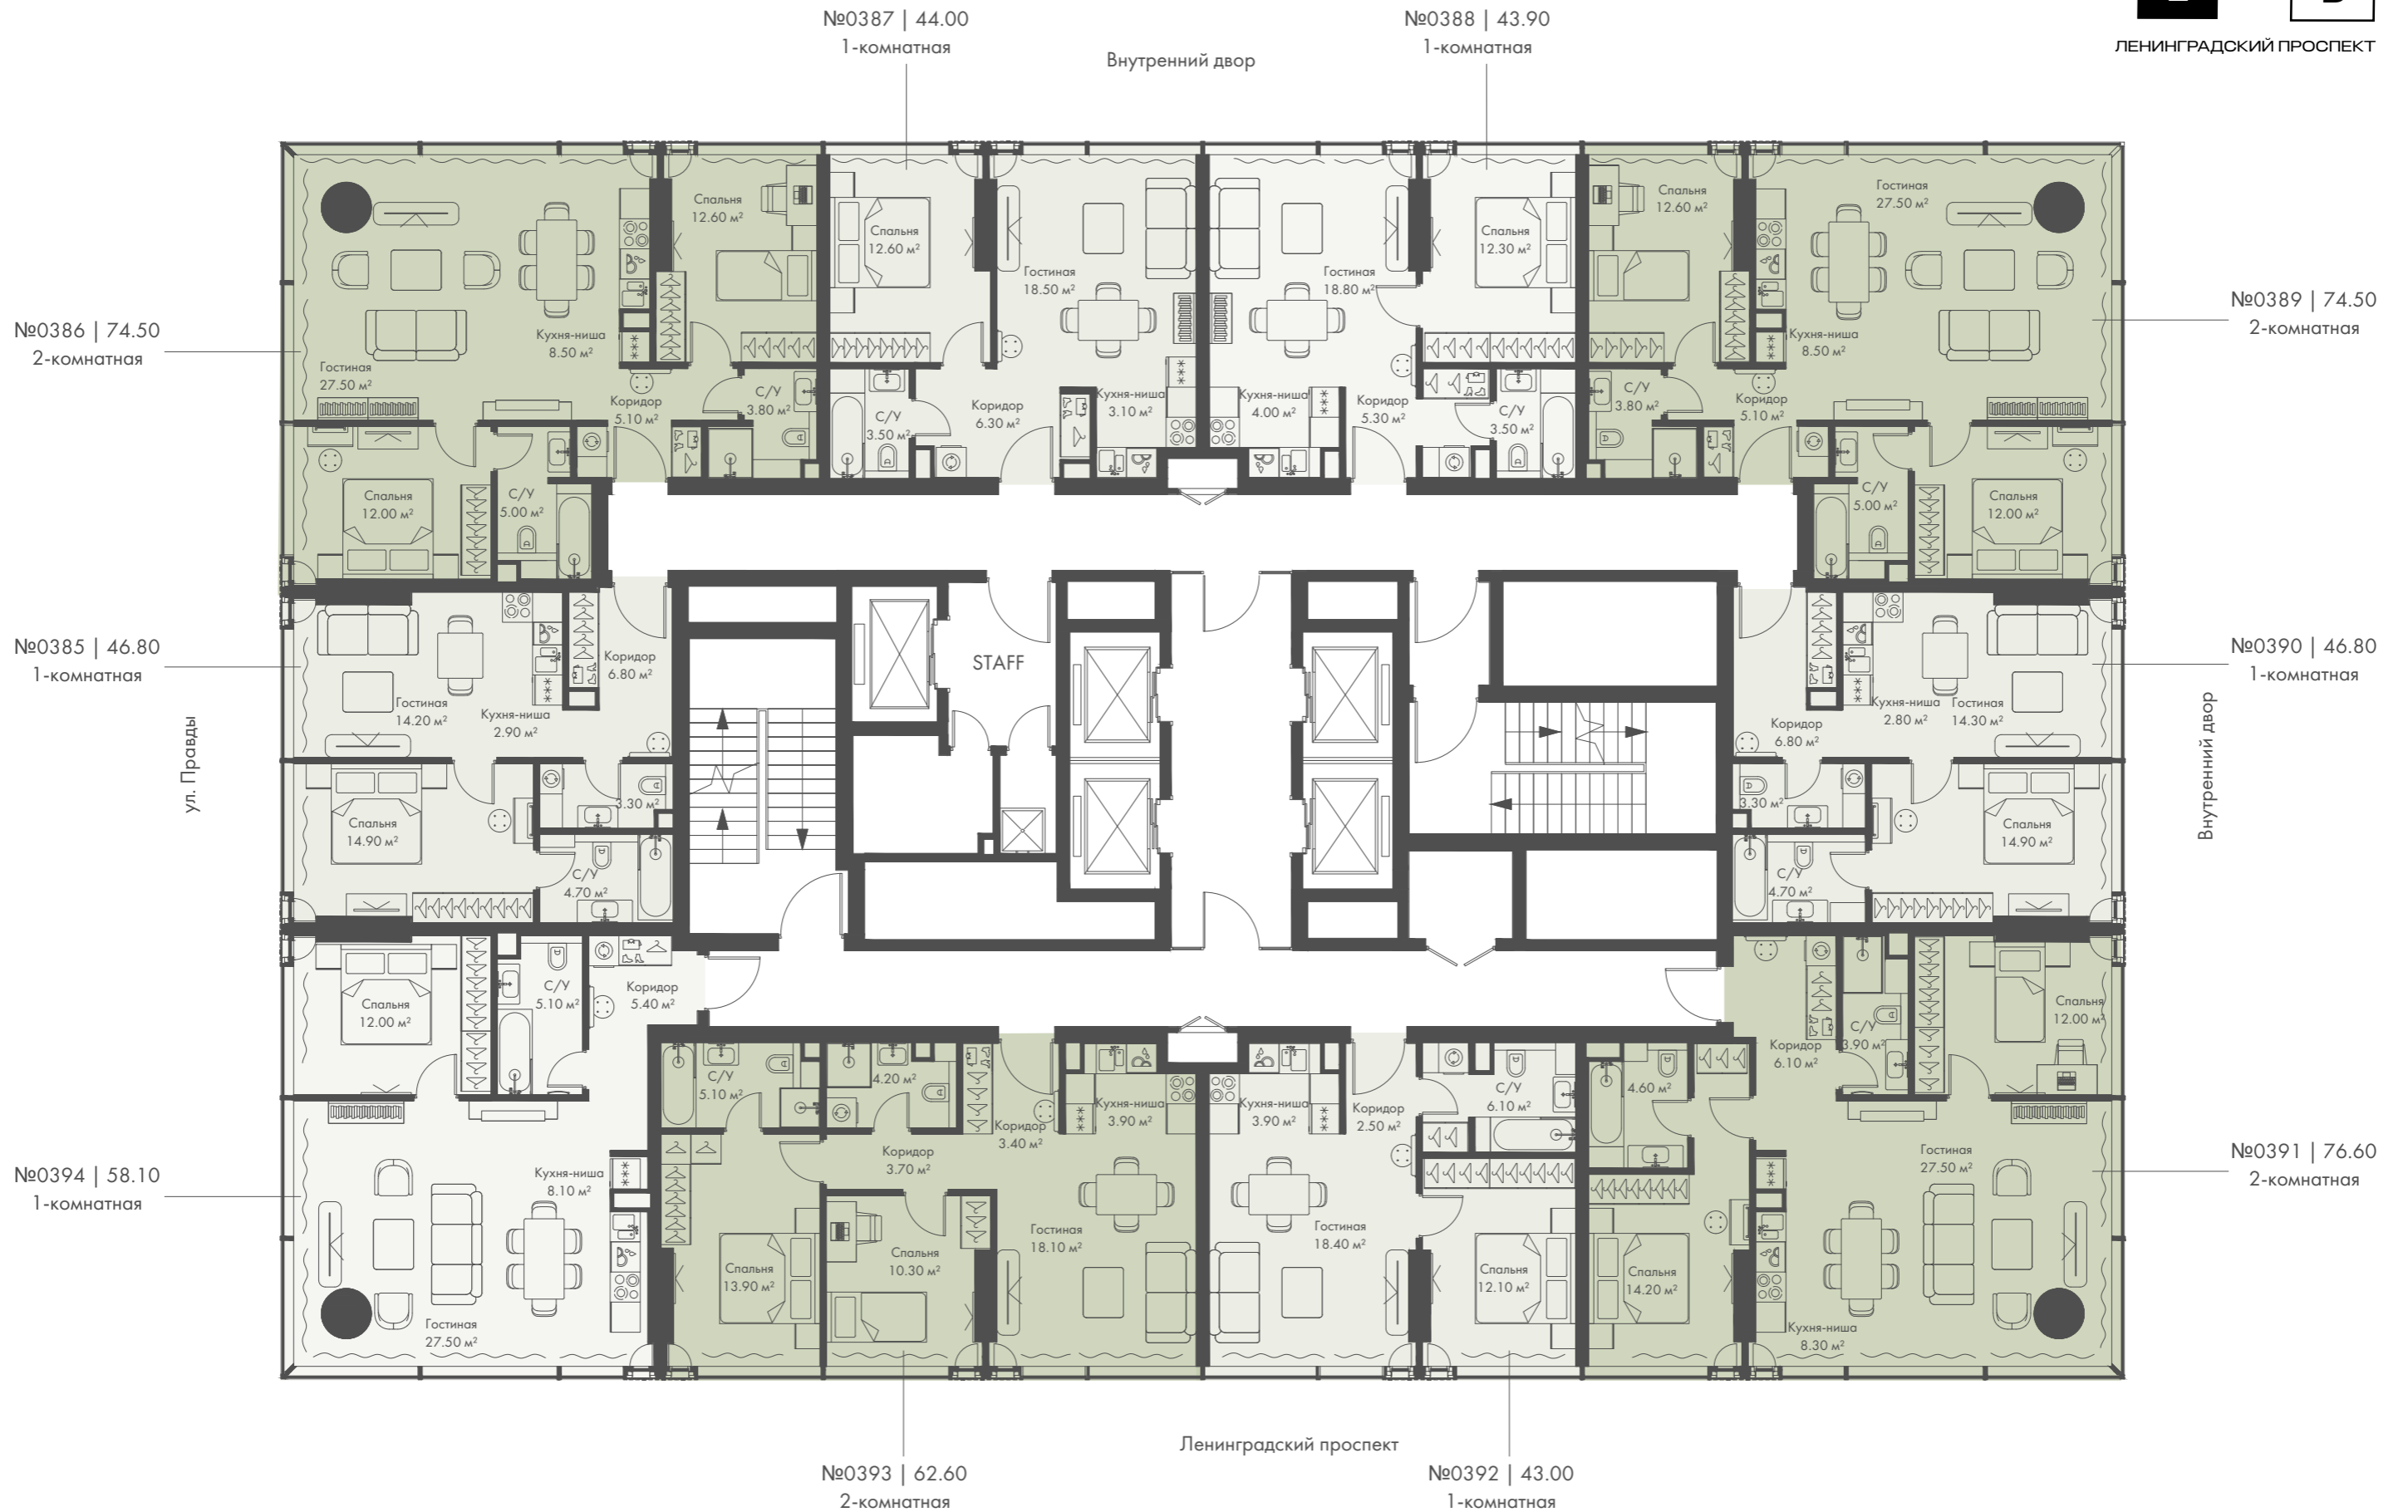 ЛЕНИНГРАДСКИЙ ПРОСПЕКТ
№0387 | 44.00
1-комнатная
Внутренний двор
№0388 | 43.90
1-комнатная
№0386 | 74.50
2-комнатная
Гостиная
27.50 м²
Кухня-ниша
8.50 м²
Спальня
12.60 м²
Коридор
5.10 м²
С/У
3.80 м²
Спальня
12.00 м²
С/У
5.00 м²
Спальня
12.60 м²
Гостиная
18.50 м²
С/У
3.50 м²
Коридор
6.30 м²
Кухня-ниша
3.10 м²
Гостиная
18.80 м²
Спальня
12.30 м²
Кухня-ниша
4.00 м²
Коридор
5.30 м²
С/У
3.50 м²
Спальня
12.60 м²
Гостиная
27.50 м²
Кухня-ниша
8.50 м²
С/У
3.80 м²
Коридор
5.10 м²
С/У
5.00 м²
Спальня
12.00 м²
№0389 | 74.50
2-комнатная
№0385 | 46.80
1-комнатная
ул. Правды
Гостиная
14.20 м²
Кухня-ниша
2.90 м²
Коридор
6.80 м²
Спальня
14.90 м²
3.30 м²
С/У
4.70 м²
STAFF
Коридор
6.80 м²
Кухня-ниша
2.80 м²
Гостиная
14.30 м²
3.30 м²
С/У
4.70 м²
Спальня
14.90 м²
№0390 | 46.80
1-комнатная
Внутренний двор
№0394 | 58.10
1-комнатная
Спальня
12.00 м²
С/У
5.10 м²
Коридор
5.40 м²
Кухня-ниша
8.10 м²
Гостиная
27.50 м²
С/У
5.10 м²
4.20 м²
Коридор
3.40 м²
Кухня-ниша
3.90 м²
Коридор
3.70 м²
Спальня
13.90 м²
Спальня
10.30 м²
Гостиная
18.10 м²
Кухня-ниша
3.90 м²
Коридор
2.50 м²
С/У
6.10 м²
Гостиная
18.40 м²
Спальня
12.10 м²
4.60 м²
Спальня
14.20 м²
Коридор
6.10 м²
С/У
3.90 м²
Спальня
12.00 м²
Гостиная
27.50 м²
Кухня-ниша
8.30 м²
№0391 | 76.60
2-комнатная
Ленинградский проспект
№0393 | 62.60
2-комнатная
№0392 | 43.00
1-комнатная